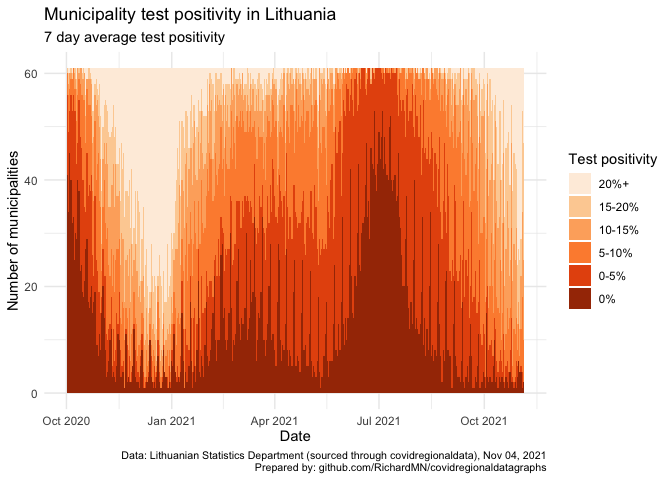 Municipality test positivity in Lithuania
7 day average test positivity
Number of municipalities
60
40
20
0
Oct 2020 Jan 2021 Apr 2021 Jul 2021 Oct 2021
Date
Test positivity
20%+
15-20%
10-15%
5-10%
0-5%
0%
Data: Lithuanian Statistics Department (sourced through covidregionaldata), Nov 04, 2021
Prepared by: github.com/RichardMN/covidregionaldatagraphs